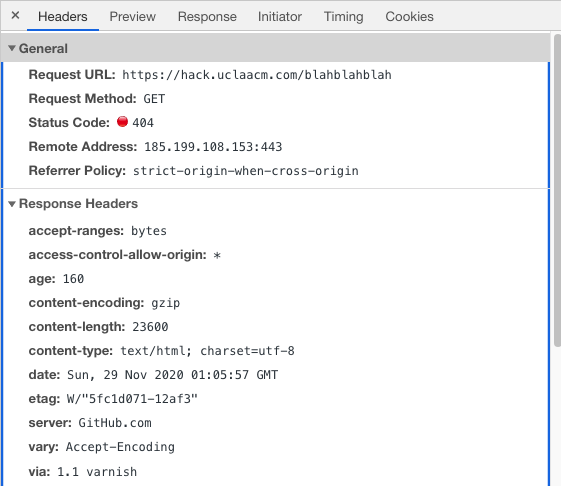 × Headers Preview Response Initiator Timing Cookies
▼General
Request URL: https://hack.uclaacm.com/blahblahblah
Request Method: GET
Status Code: 404
Remote Address: 185.199.108.153:443
Referrer Policy: strict-origin-when-cross-origin
▼Response Headers
accept-ranges: bytes
access-control-allow-origin: *
age: 160
content-encoding: gzip
content-length: 23600
content-type: text/html; charset=utf-8
date: Sun, 29 Nov 2020 01:05:57 GMT
etag: W/"5fc1d071-12af3"
server: GitHub.com
vary: Accept-Encoding
via: 1.1 varnish